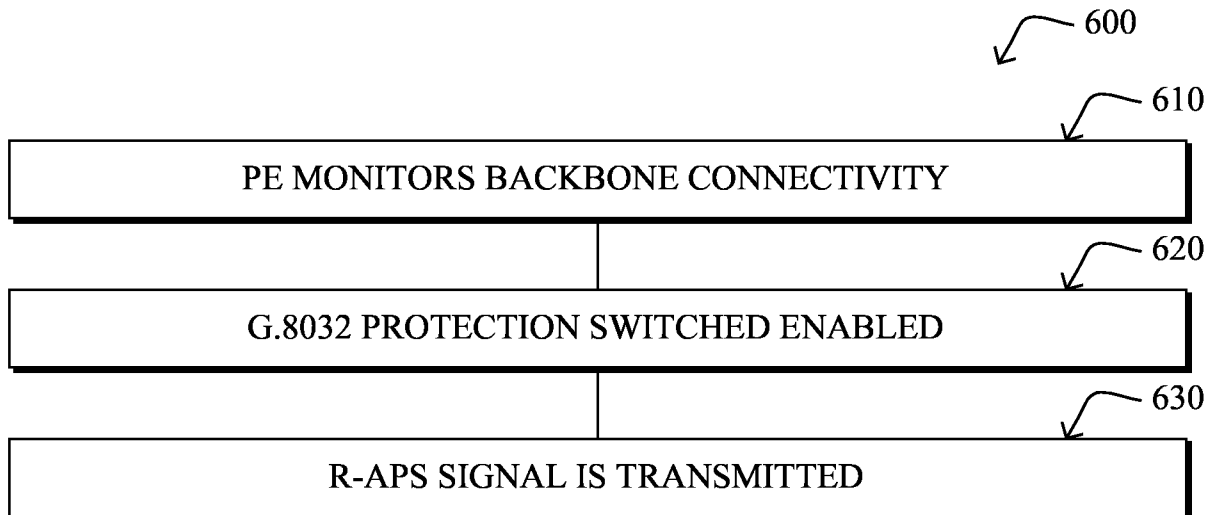 600
610
PE MONITORS BACKBONE CONNECTIVITY
620
G.8032 PROTECTION SWITCHED ENABLED
630
R-APS SIGNAL IS TRANSMITTED